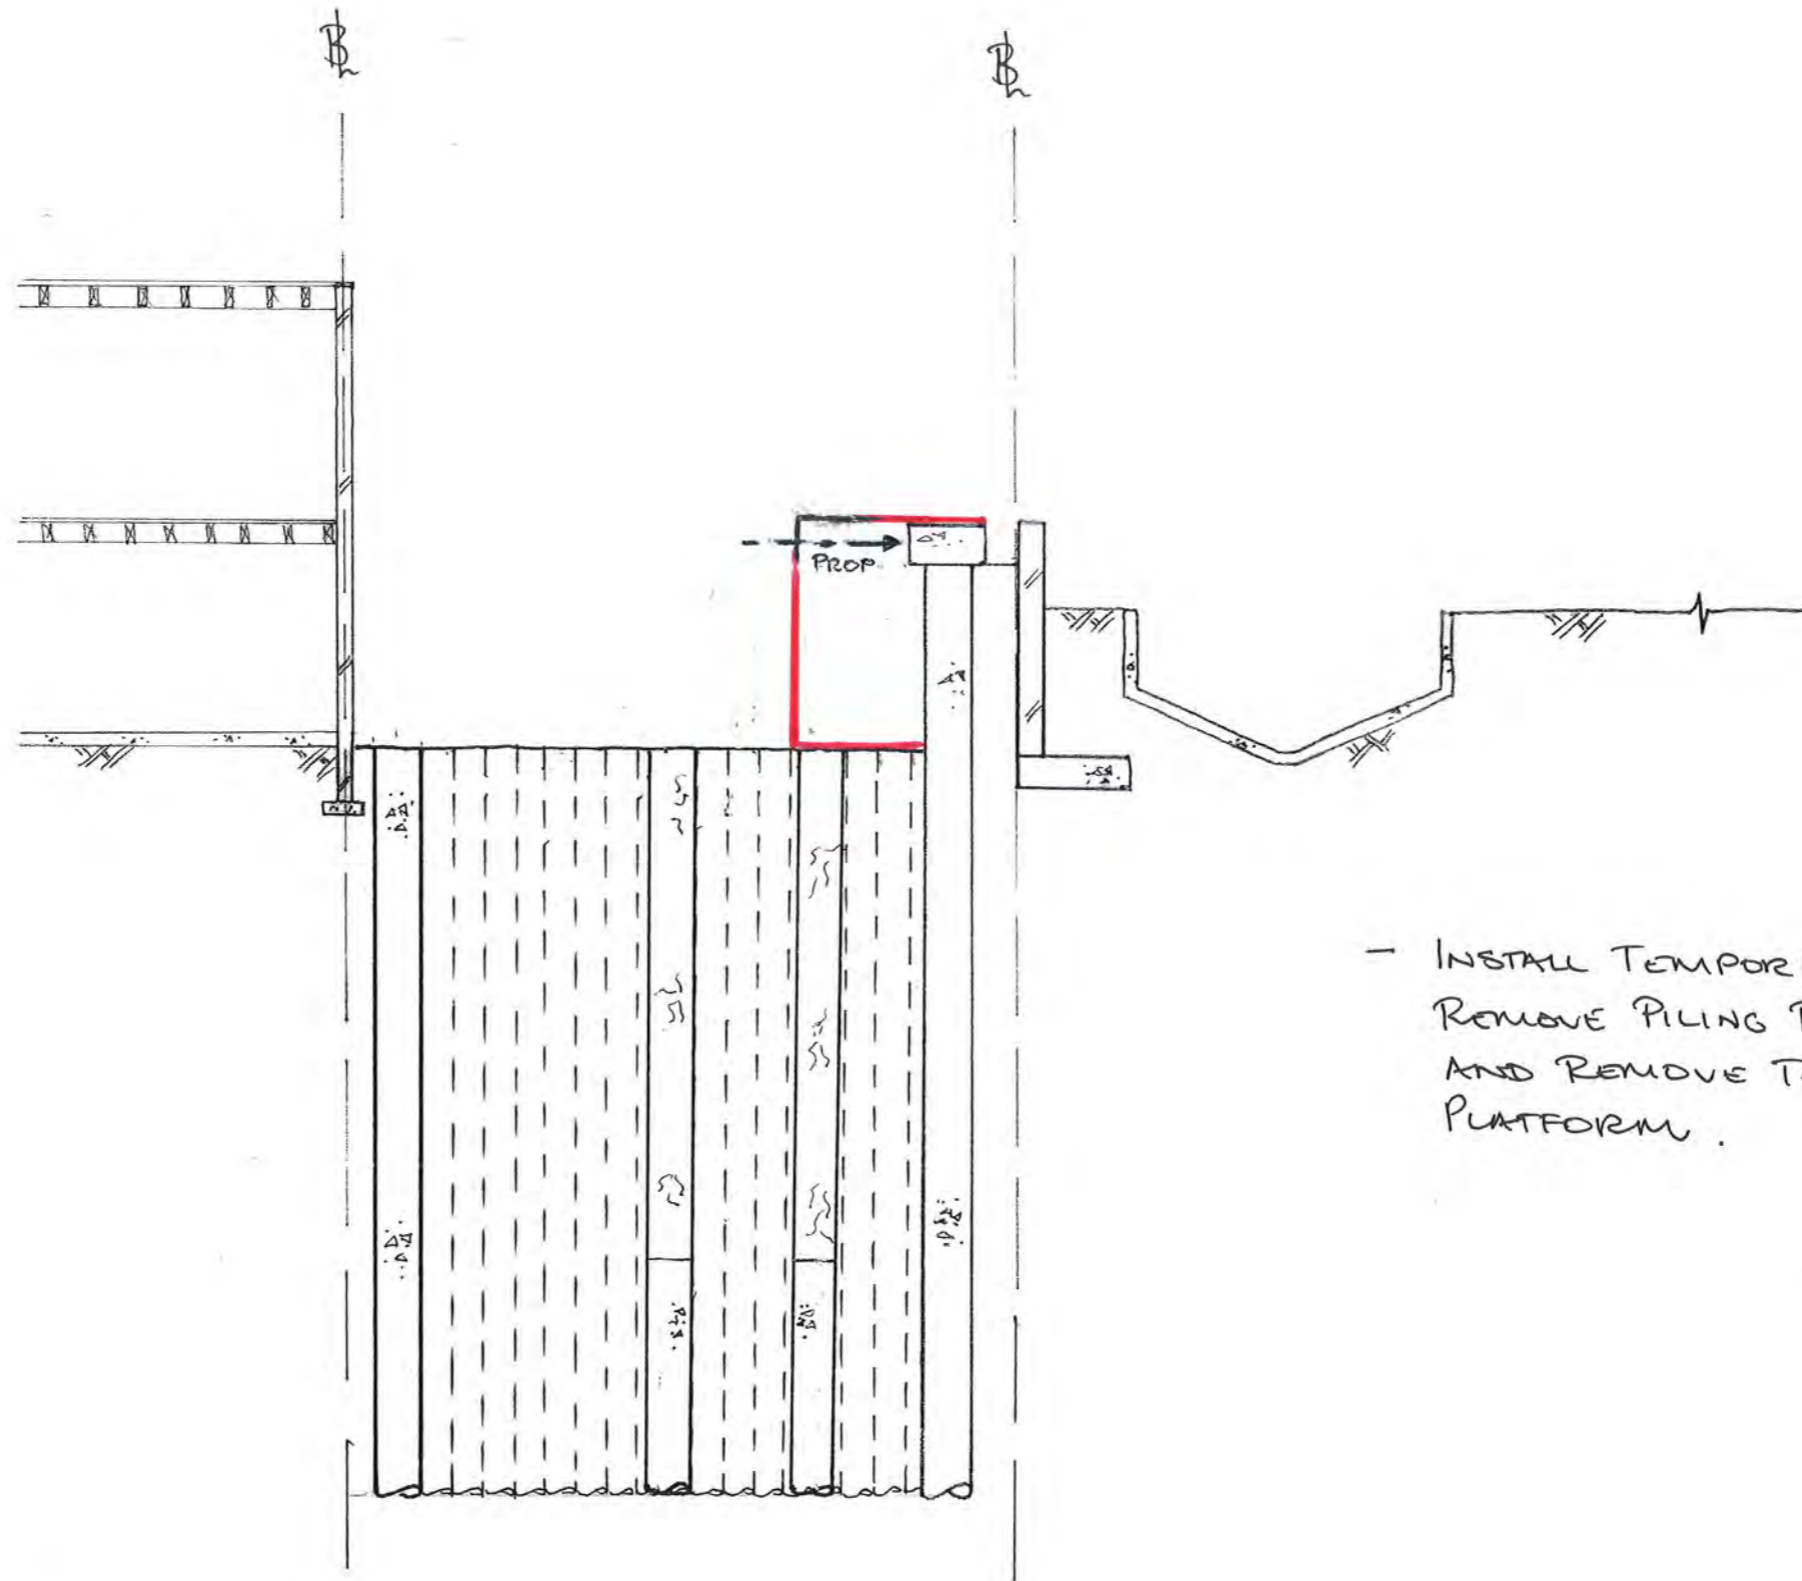 PROP
- INSTALL TEMPOR
REMOVE PILING
AND REMOVE
PLATFORM.